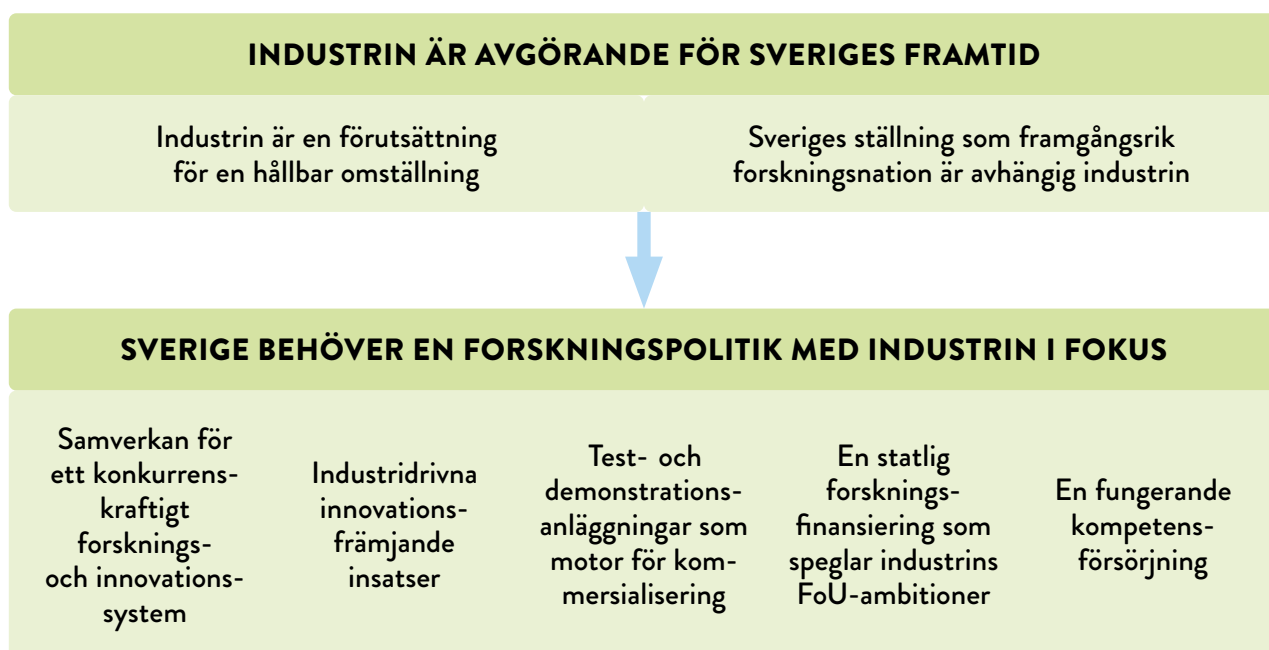 INDUSTRIN ÄR AVGÖRANDE FÖR SVERIGES FRAMTID
Industrin är en förutsättning
för en hållbar omställning
Sveriges ställning som framgångsrik
forskningsnation är avhängig industrin
SVERIGE BEHÖVER EN FORSKNINGSPOLITIK MED INDUSTRIN I FOKUS
Samverkan för
ett konkurrens-
kraftigt
forsknings-
och innovations-
system
Industridrivna
innovations-
främjande
insatser
Test- och
demonstrations-
anläggningar som
motor för kom-
mersialisering
En statlig
forsknings-
finansiering som
speglar industrins
FoU-ambitioner
En fungerande
kompetens-
försörjning